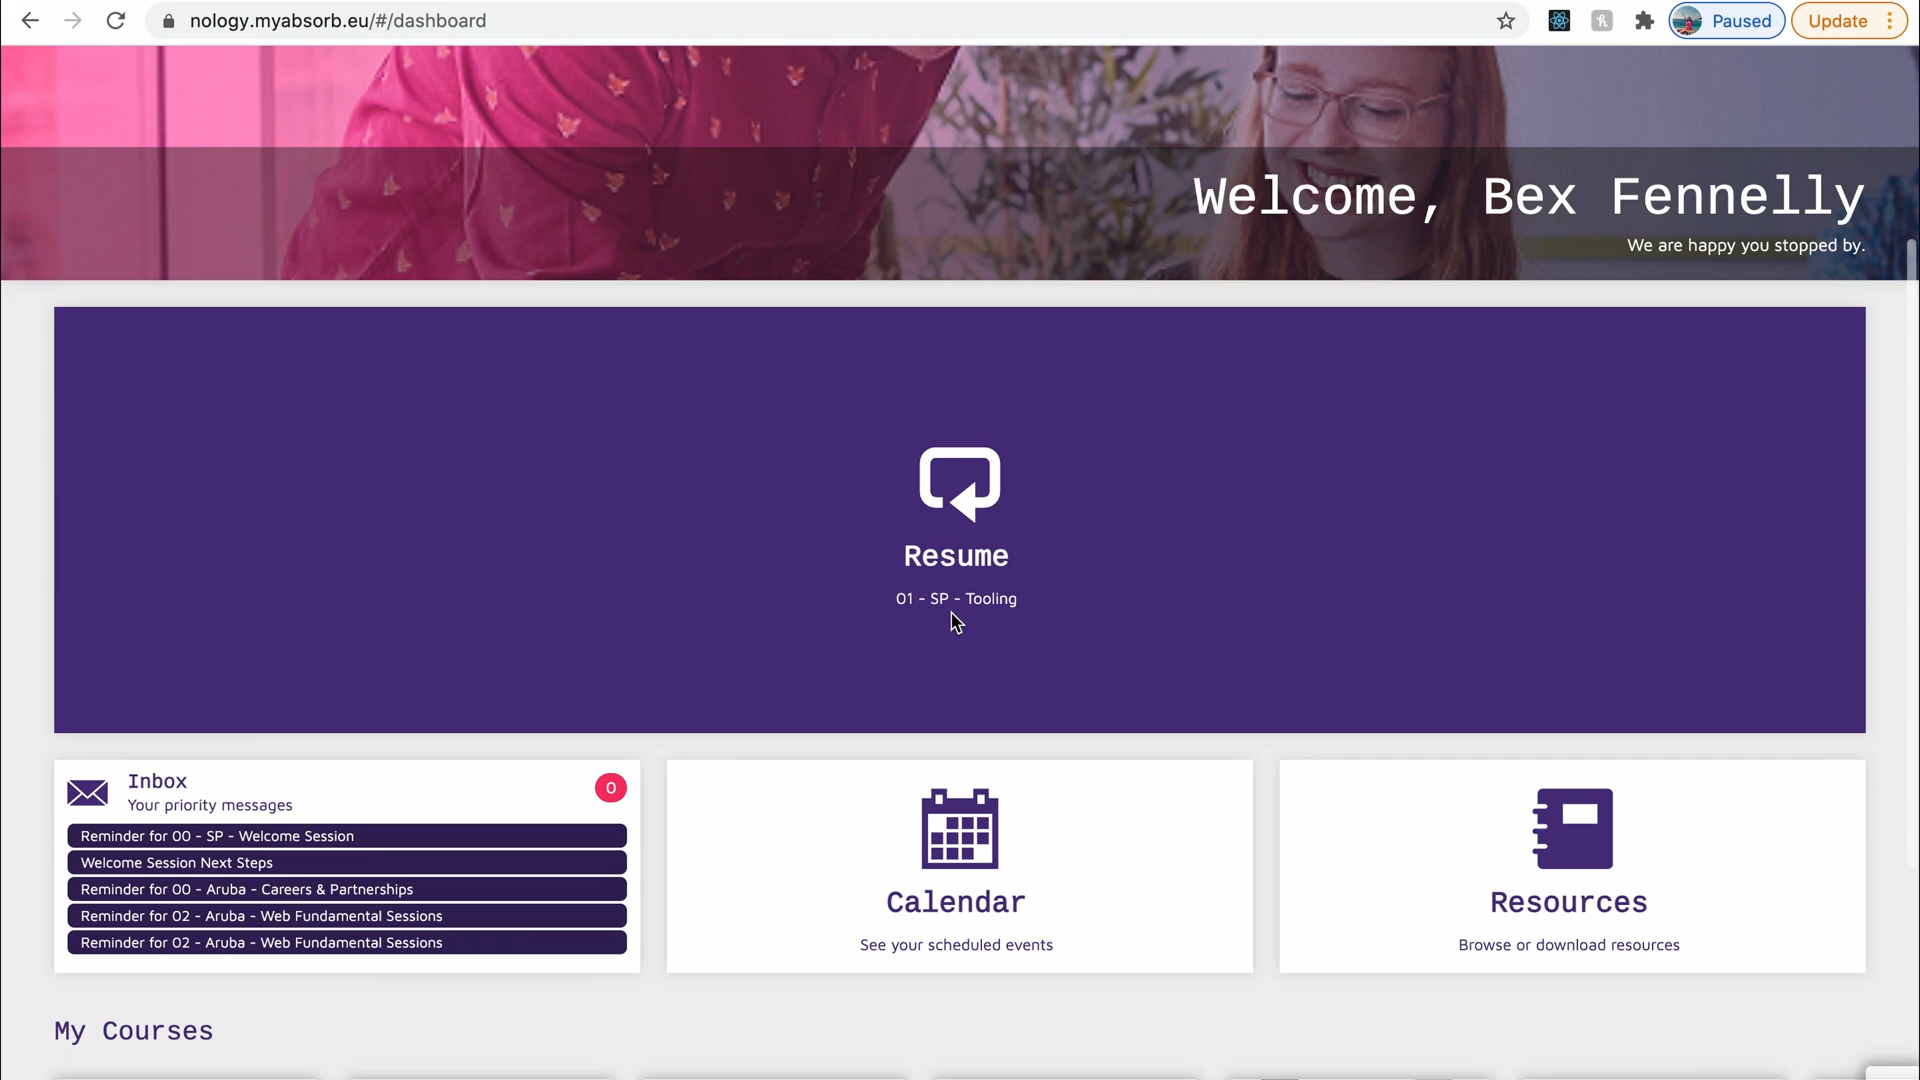 nology.myabsorb.eu/#/dashboard
Paused
Update
Welcome, Bex Fennelly
We are happy you stopped by.
Resume
01 - SP - Tooling
Inbox
0
Your priority messages
Reminder for 00 - SP - Welcome Session
Welcome Session Next Steps
Reminder for 00 - Aruba - Careers & Partnerships
Reminder for 02 - Aruba - Web Fundamental Sessions
Reminder for 02 - Aruba - Web Fundamental Sessions
Calendar
See your scheduled events
Resources
Browse or download resources
My Courses